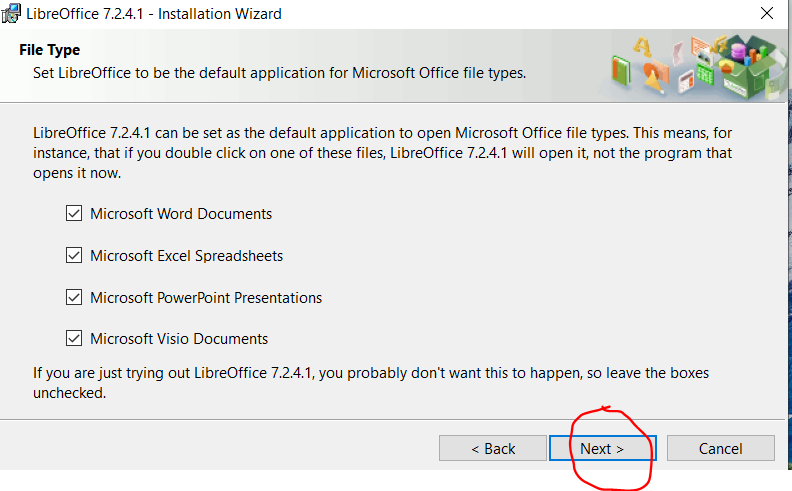 LibreOffice 7.2.4.1 - Installation Wizard
File Type
Set LibreOffice to be the default application for Microsoft Office file types.
LibreOffice 7.2.4.1 can be set as the default application to open Microsoft Office file types. This means, for
instance, that if you double click on one of these files, LibreOffice 7.2.4.1 will open it, not the program that
opens it now.
Microsoft Word Documents
Microsoft Excel Spreadsheets
Microsoft PowerPoint Presentations
Microsoft Visio Documents
If you are just trying out LibreOffice 7.2.4.1, you probably don't want this to happen, so leave the boxes
unchecked.
< Back
Next >
Cancel